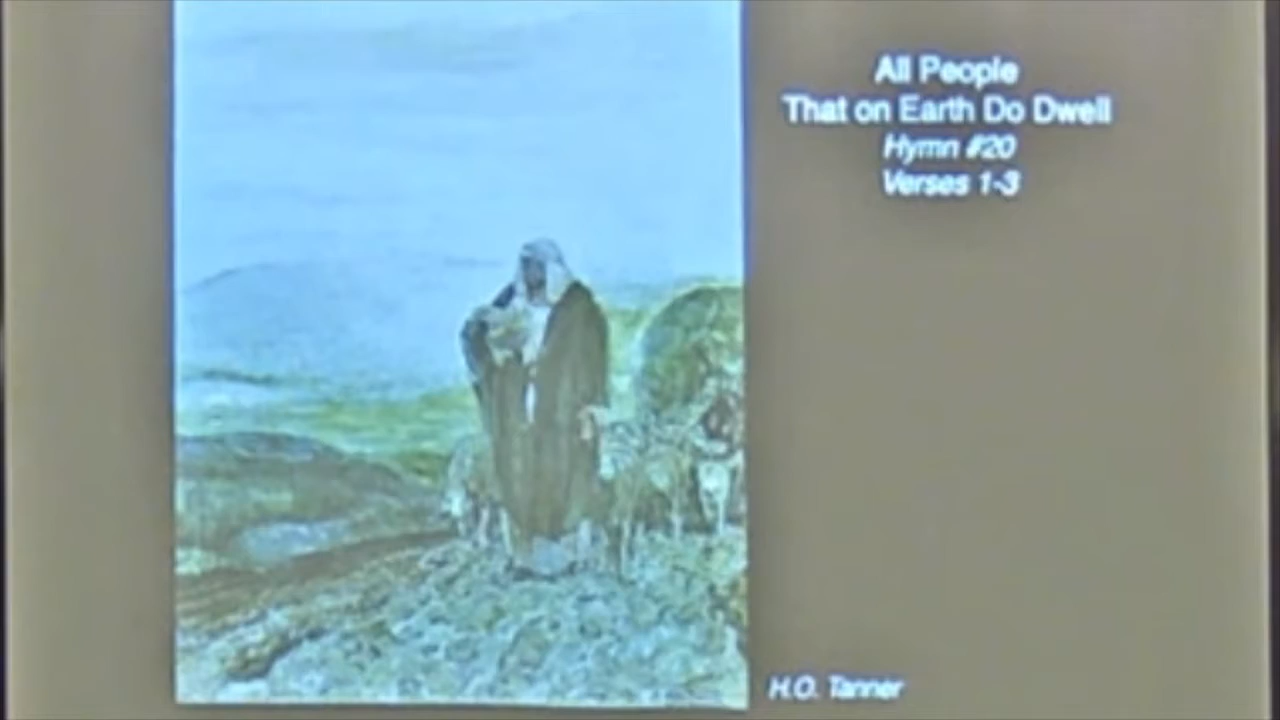 All People
That on Earth Do Dwell
Hymn #20
Verses 1-3
H.O. Tanner